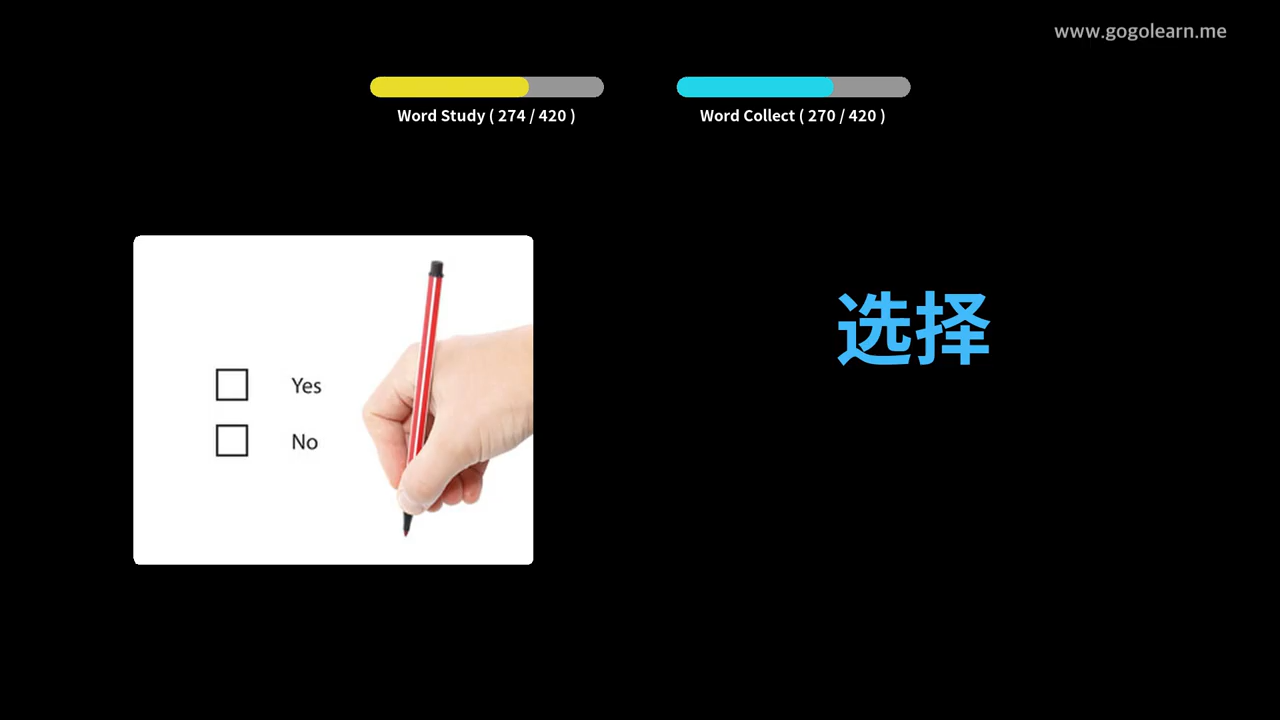 www.gogolearn.me
Word Study ( 274 / 420 )
Word Collect ( 270 / 420 )
选择
Yes
No